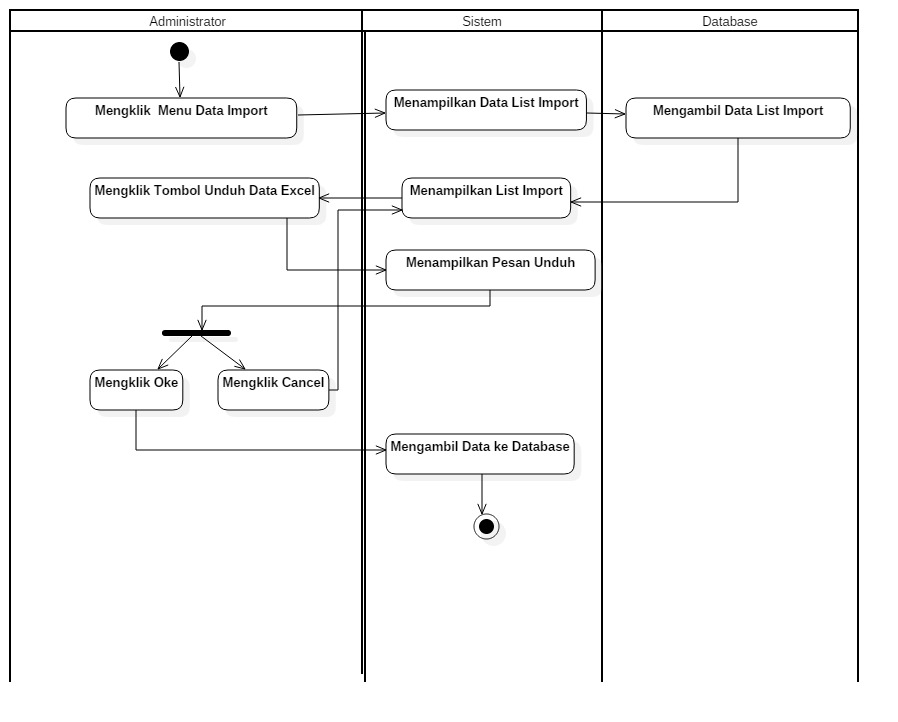 Administrator
Sistem
Database
Mengklik  Menu Data Import
Menampilkan Data List Import
Mengambil Data List Import
Mengklik Tombol Unduh Data Excel
Menampilkan List Import
Menampilkan Pesan Unduh
Mengklik Oke
Mengklik Cancel
Mengambil Data ke Database